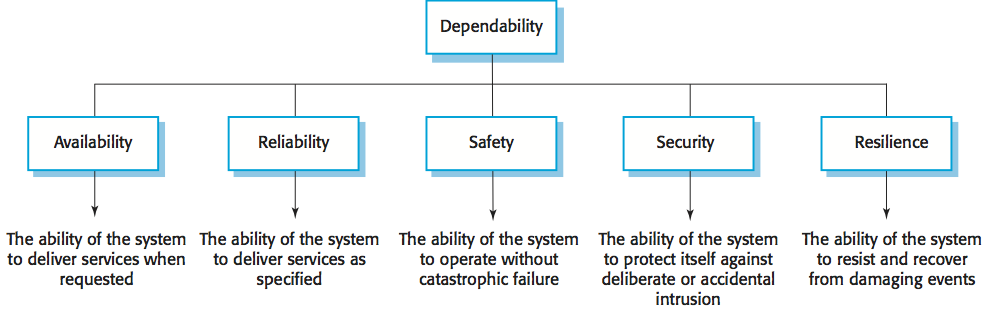 Dependability
Availability
Reliability
Safety
Security
Resilience
The ability of the system
to deliver services when
requested
The ability of the system
to deliver services as
specified
The ability of the system
to operate without
catastrophic failure
The ability of the system
to protect itself against
deliberate or accidental
intrusion
The ability of the system
to resist and recover
from damaging events